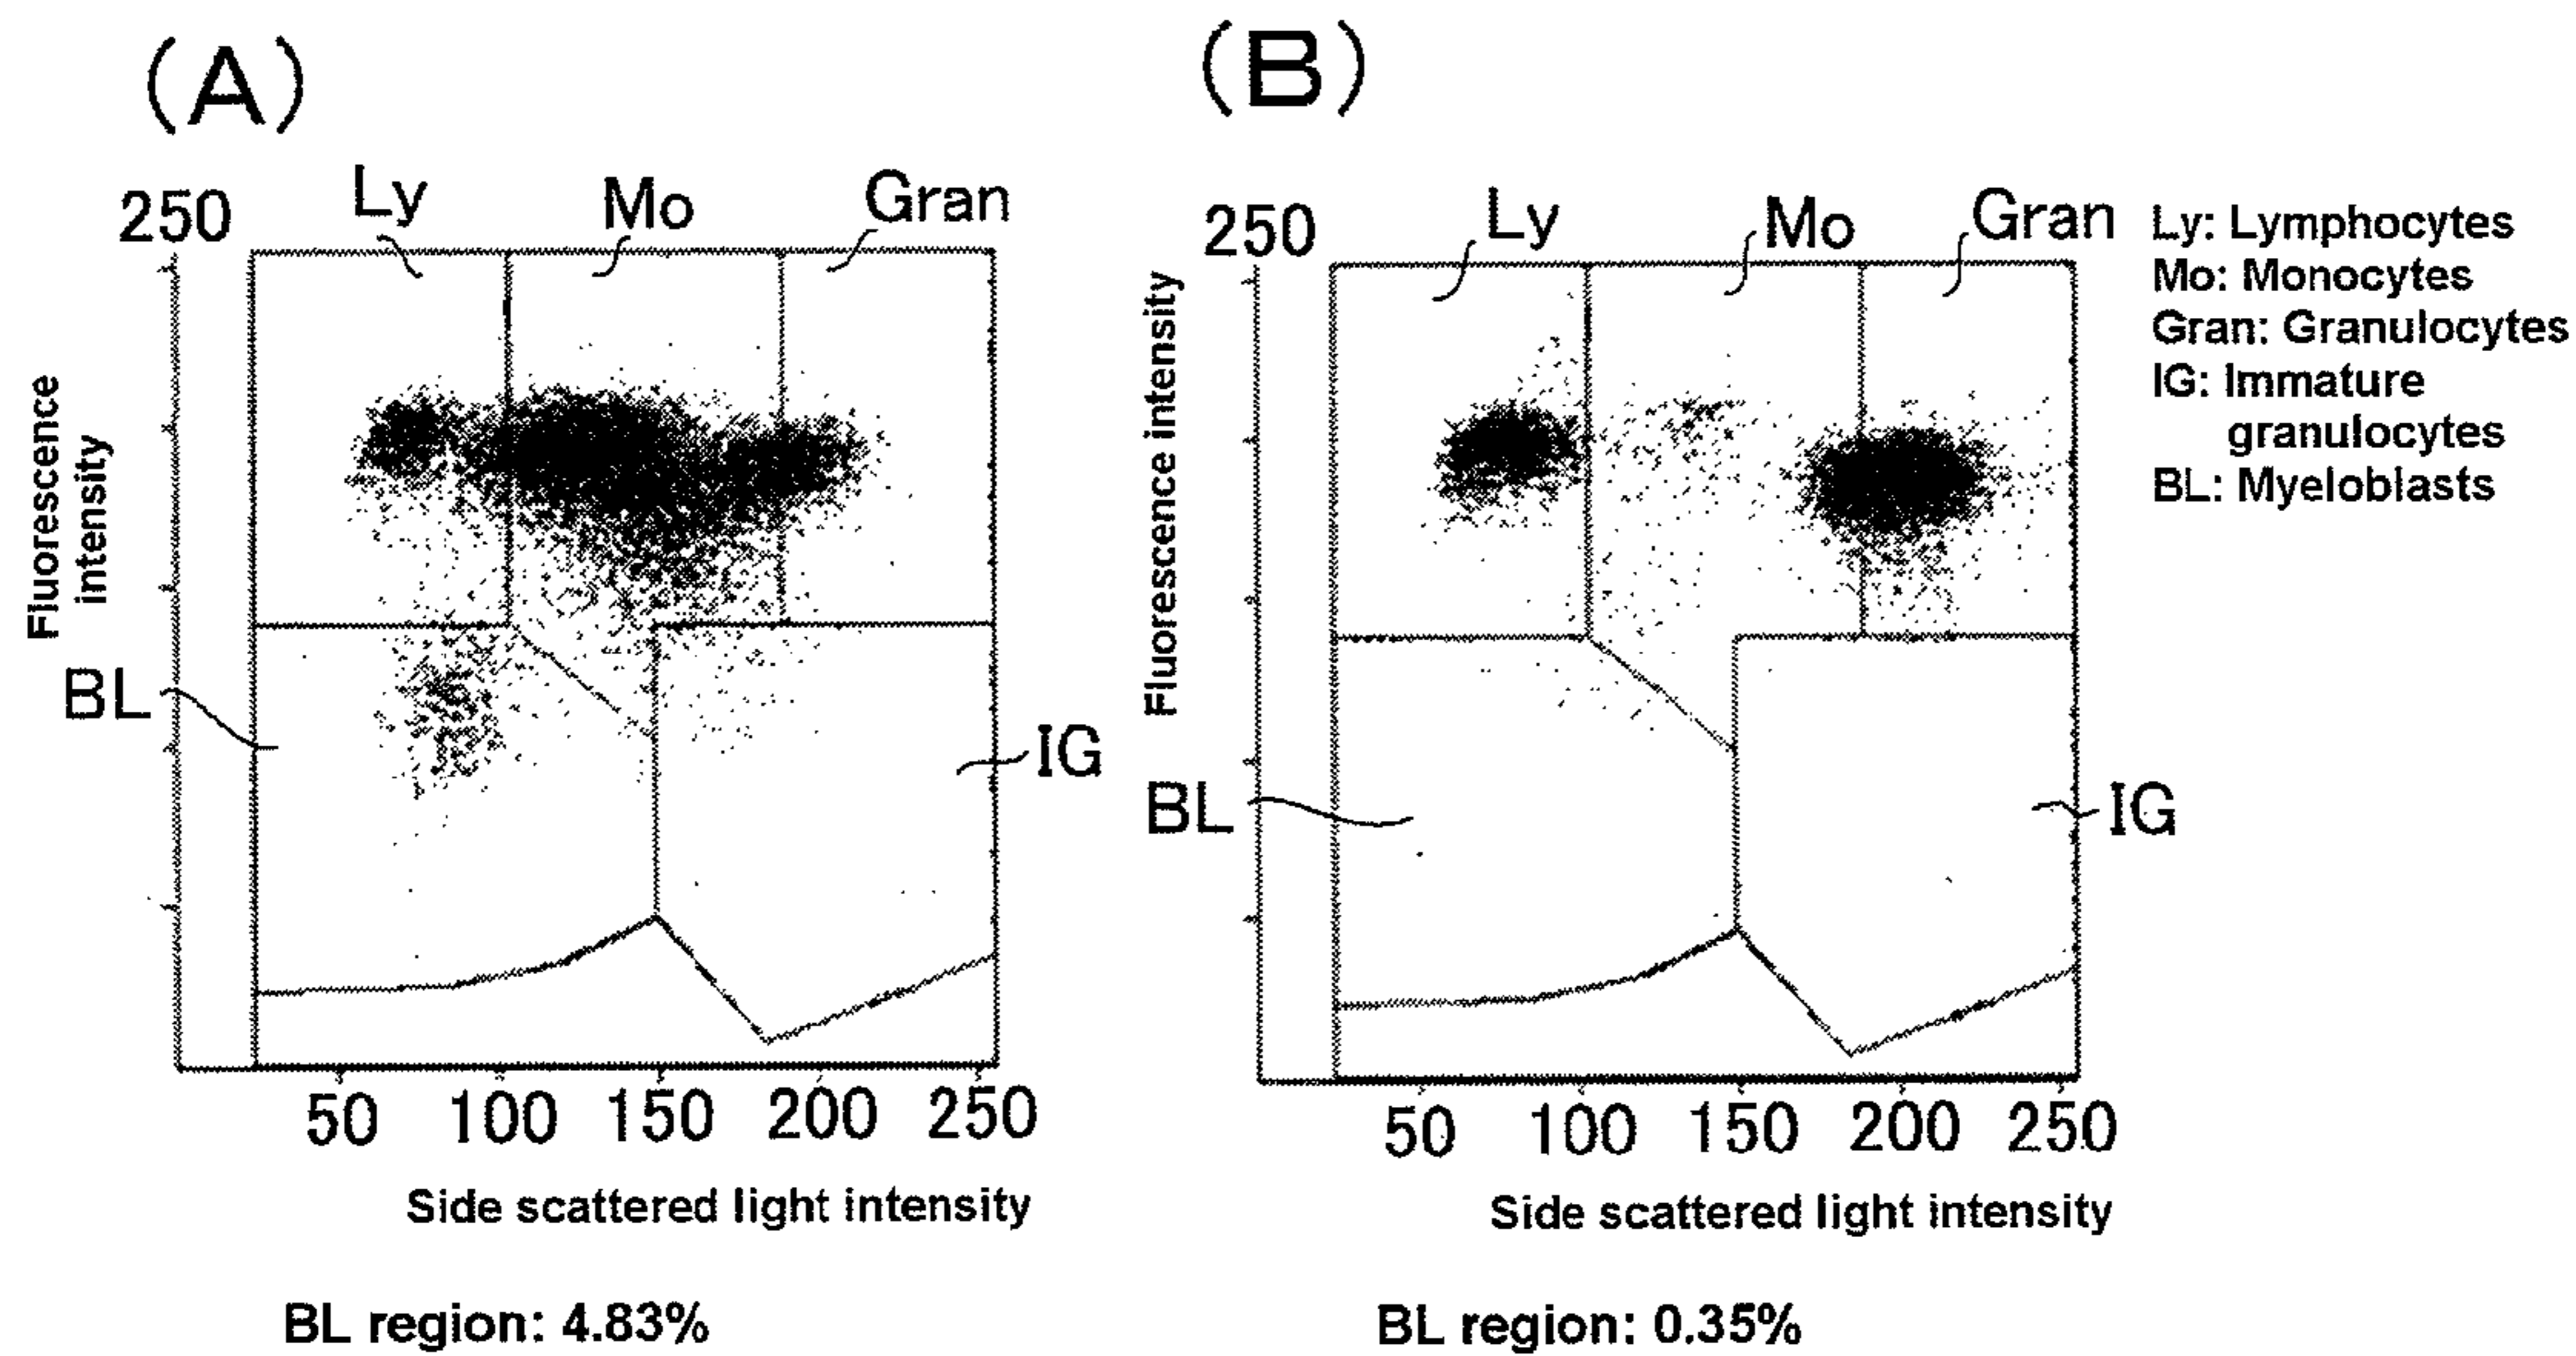 (A)
Ly
Mo
Gran
250
Fluorescence
intensity
BL
IG
50 100 150 200 250
Side scattered light intensity
BL region: 4.83%
(B)
Ly
Mo
Gran
250
Fluorescence intensity
BL
IG
50 100 150 200 250
Side scattered light intensity
BL region: 0.35%
Ly: Lymphocytes
Mo: Monocytes
Gran: Granulocytes
IG: Immature
granulocytes
BL: Myeloblasts